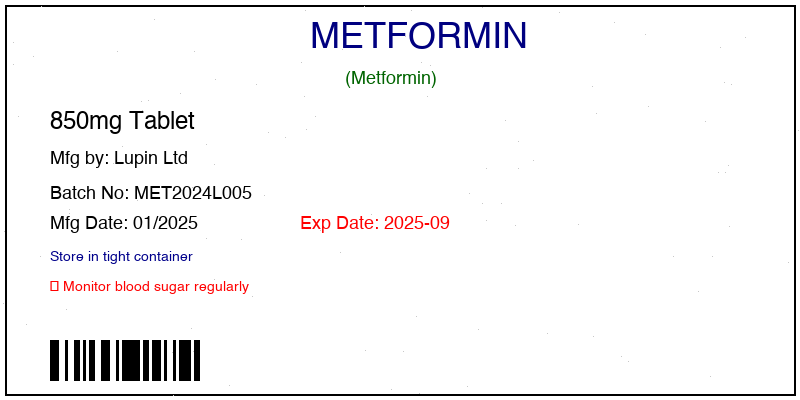 METFORMIN
(Metformin)
850mg Tablet
Mfg by: Lupin Ltd
Batch No: MET2024L005
Mfg Date: 01/2025 Exp Date: 2025-09
Store in tight container
Monitor blood sugar regularly